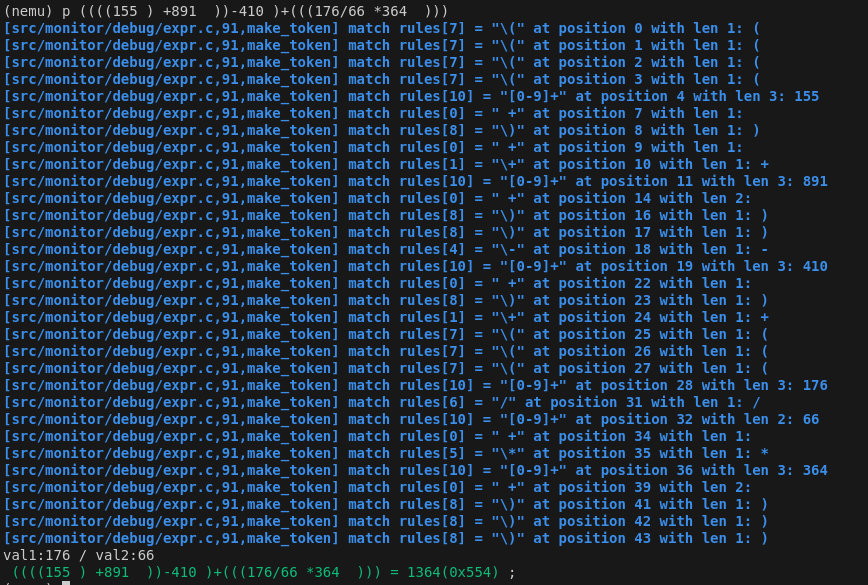 (nemu) p ((((155 ) +891  ))-410 )+(((176/66 *364  )))
[src/monitor/debug/expr.c,91,make_token] match rules[7] = "\(" at position 0 with len 1: (
[src/monitor/debug/expr.c,91,make_token] match rules[7] = "\(" at position 1 with len 1: (
[src/monitor/debug/expr.c,91,make_token] match rules[7] = "\(" at position 2 with len 1: (
[src/monitor/debug/expr.c,91,make_token] match rules[7] = "\(" at position 3 with len 1: (
[src/monitor/debug/expr.c,91,make_token] match rules[10] = "[0-9]+" at position 4 with len 3: 155
[src/monitor/debug/expr.c,91,make_token] match rules[0] = " +" at position 7 with len 1:
[src/monitor/debug/expr.c,91,make_token] match rules[8] = "\)" at position 8 with len 1: )
[src/monitor/debug/expr.c,91,make_token] match rules[0] = " +" at position 9 with len 1:
[src/monitor/debug/expr.c,91,make_token] match rules[1] = "\+" at position 10 with len 1: +
[src/monitor/debug/expr.c,91,make_token] match rules[10] = "[0-9]+" at position 11 with len 3: 891
[src/monitor/debug/expr.c,91,make_token] match rules[0] = " +" at position 14 with len 2:
[src/monitor/debug/expr.c,91,make_token] match rules[8] = "\)" at position 16 with len 1: )
[src/monitor/debug/expr.c,91,make_token] match rules[8] = "\)" at position 17 with len 1: )
[src/monitor/debug/expr.c,91,make_token] match rules[4] = "\-" at position 18 with len 1: -
[src/monitor/debug/expr.c,91,make_token] match rules[10] = "[0-9]+" at position 19 with len 3: 410
[src/monitor/debug/expr.c,91,make_token] match rules[0] = " +" at position 22 with len 1:
[src/monitor/debug/expr.c,91,make_token] match rules[8] = "\)" at position 23 with len 1: )
[src/monitor/debug/expr.c,91,make_token] match rules[1] = "\+" at position 24 with len 1: +
[src/monitor/debug/expr.c,91,make_token] match rules[7] = "\(" at position 25 with len 1: (
[src/monitor/debug/expr.c,91,make_token] match rules[7] = "\(" at position 26 with len 1: (
[src/monitor/debug/expr.c,91,make_token] match rules[7] = "\(" at position 27 with len 1: (
[src/monitor/debug/expr.c,91,make_token] match rules[10] = "[0-9]+" at position 28 with len 3: 176
[src/monitor/debug/expr.c,91,make_token] match rules[6] = "/" at position 31 with len 1: /
[src/monitor/debug/expr.c,91,make_token] match rules[10] = "[0-9]+" at position 32 with len 2: 66
[src/monitor/debug/expr.c,91,make_token] match rules[0] = " +" at position 34 with len 1:
[src/monitor/debug/expr.c,91,make_token] match rules[5] = "\*" at position 35 with len 1: *
[src/monitor/debug/expr.c,91,make_token] match rules[10] = "[0-9]+" at position 36 with len 3: 364
[src/monitor/debug/expr.c,91,make_token] match rules[0] = " +" at position 39 with len 2:
[src/monitor/debug/expr.c,91,make_token] match rules[8] = "\)" at position 41 with len 1: )
[src/monitor/debug/expr.c,91,make_token] match rules[8] = "\)" at position 42 with len 1: )
[src/monitor/debug/expr.c,91,make_token] match rules[8] = "\)" at position 43 with len 1: )
val1:176 / val2:66
 ((((155 ) +891  ))-410 )+(((176/66 *364  ))) = 1364(0x554) ;